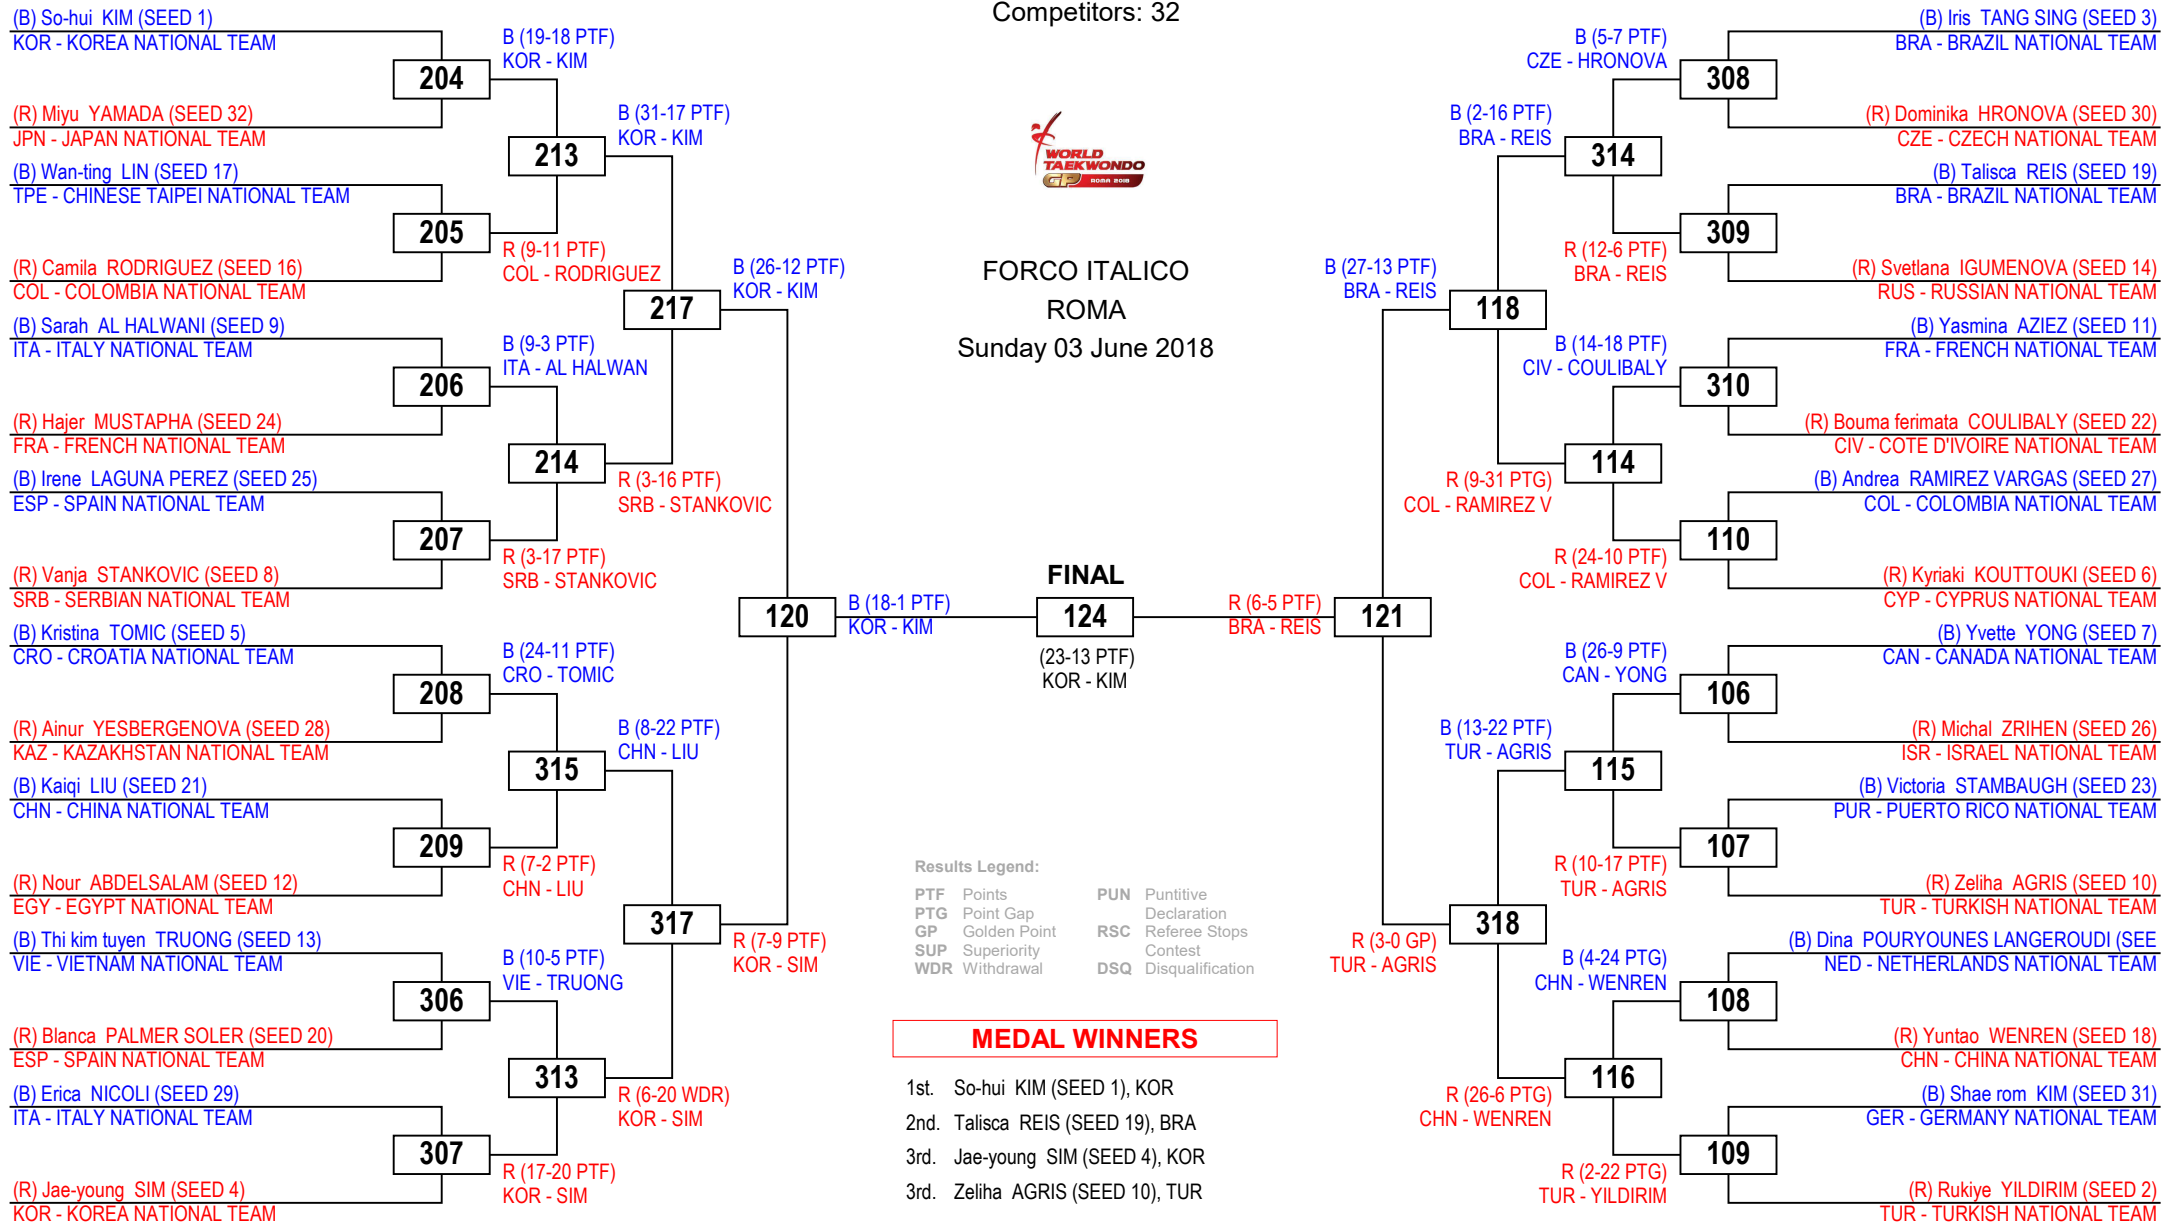 Competitors: 32
(B) So-hui KIM (SEED 1)
KOR - KOREA NATIONAL TEAM
204
(R) Miyu YAMADA (SEED 32)
JPN - JAPAN NATIONAL TEAM
(B) Wan-ting LIN (SEED 17)
TPE - CHINESE TAIPEI NATIONAL TEAM
205
(R) Camila RODRIGUEZ (SEED 16)
COL - COLOMBIA NATIONAL TEAM
(B) Sarah AL HALWANI (SEED 9)
ITA - ITALY NATIONAL TEAM
206
(R) Hajer MUSTAPHA (SEED 24)
FRA - FRENCH NATIONAL TEAM
(B) Irene LAGUNA PEREZ (SEED 25)
ESP - SPAIN NATIONAL TEAM
207
(R) Vanja STANKOVIC (SEED 8)
SRB - SERBIAN NATIONAL TEAM
(B) Kristina TOMIC (SEED 5)
CRO - CROATIA NATIONAL TEAM
208
(R) Ainur YESBERGENOVA (SEED 28)
KAZ - KAZAKHSTAN NATIONAL TEAM
(B) Kaiqi LIU (SEED 21)
CHN - CHINA NATIONAL TEAM
209
(R) Nour ABDELSALAM (SEED 12)
EGY - EGYPT NATIONAL TEAM
(B) Thi kim tuyen TRUONG (SEED 13)
VIE - VIETNAM NATIONAL TEAM
306
(R) Blanca PALMER SOLER (SEED 20)
ESP - SPAIN NATIONAL TEAM
(B) Erica NICOLI (SEED 29)
ITA - ITALY NATIONAL TEAM
307
(R) Jae-young SIM (SEED 4)
KOR - KOREA NATIONAL TEAM
B (19-18 PTF)
KOR - KIM
213
R (9-11 PTF)
COL - RODRIGUEZ
B (9-3 PTF)
ITA - AL HALWAN
214
R (3-17 PTF)
SRB - STANKOVIC
B (24-11 PTF)
CRO - TOMIC
315
R (7-2 PTF)
CHN - LIU
B (10-5 PTF)
VIE - TRUONG
313
R (17-20 PTF)
KOR - SIM
B (31-17 PTF)
KOR - KIM
217
R (3-16 PTF)
SRB - STANKOVIC
B (8-22 PTF)
CHN - LIU
317
R (6-20 WDR)
KOR - SIM
B (26-12 PTF)
KOR - KIM
120
R (7-9 PTF)
KOR - SIM
B (18-1 PTF)
KOR - KIM
WORLD
TAEKWONDO
GP ROMA 2018
FORCO ITALICO
ROMA
Sunday 03 June 2018
FINAL
124
(23-13 PTF)
KOR - KIM
Results Legend:
PTF Points PUN Puntitive
PTG Point Gap Declaration
GP Golden Point RSC Referee Stops
SUP Superiority Contest
WDR Withdrawal DSQ Disqualification
MEDAL WINNERS
1st. So-hui KIM (SEED 1), KOR
2nd. Talisca REIS (SEED 19), BRA
3rd. Jae-young SIM (SEED 4), KOR
3rd. Zeliha AGRIS (SEED 10), TUR
R (6-5 PTF)
BRA - REIS
B (27-13 PTF)
BRA - REIS
121
R (3-0 GP)
TUR - AGRIS
B (2-16 PTF)
BRA - REIS
118
R (9-31 PTG)
COL - RAMIREZ V
B (13-22 PTF)
TUR - AGRIS
318
R (26-6 PTG)
CHN - WENREN
B (5-7 PTF)
CZE - HRONOVA
314
R (12-6 PTF)
BRA - REIS
B (14-18 PTF)
CIV - COULIBALY
114
R (24-10 PTF)
COL - RAMIREZ V
B (26-9 PTF)
CAN - YONG
115
R (10-17 PTF)
TUR - AGRIS
B (4-24 PTG)
CHN - WENREN
116
R (2-22 PTG)
TUR - YILDIRIM
(B) Iris TANG SING (SEED 3)
BRA - BRAZIL NATIONAL TEAM
308
(R) Dominika HRONOVA (SEED 30)
CZE - CZECH NATIONAL TEAM
(B) Talisca REIS (SEED 19)
BRA - BRAZIL NATIONAL TEAM
309
(R) Svetlana IGUMENOVA (SEED 14)
RUS - RUSSIAN NATIONAL TEAM
(B) Yasmina AZIEZ (SEED 11)
FRA - FRENCH NATIONAL TEAM
310
(R) Bouma ferimata COULIBALY (SEED 22)
CIV - COTE D'IVOIRE NATIONAL TEAM
(B) Andrea RAMIREZ VARGAS (SEED 27)
COL - COLOMBIA NATIONAL TEAM
110
(R) Kyriaki KOUTTOUKI (SEED 6)
CYP - CYPRUS NATIONAL TEAM
(B) Yvette YONG (SEED 7)
CAN - CANADA NATIONAL TEAM
106
(R) Michal ZRIHEN (SEED 26)
ISR - ISRAEL NATIONAL TEAM
(B) Victoria STAMBAUGH (SEED 23)
PUR - PUERTO RICO NATIONAL TEAM
107
(R) Zeliha AGRIS (SEED 10)
TUR - TURKISH NATIONAL TEAM
(B) Dina POURYOUNES LANGEROUDI (SEE
NED - NETHERLANDS NATIONAL TEAM
108
(R) Yuntao WENREN (SEED 18)
CHN - CHINA NATIONAL TEAM
(B) Shae rom KIM (SEED 31)
GER - GERMANY NATIONAL TEAM
109
(R) Rukiye YILDIRIM (SEED 2)
TUR - TURKISH NATIONAL TEAM